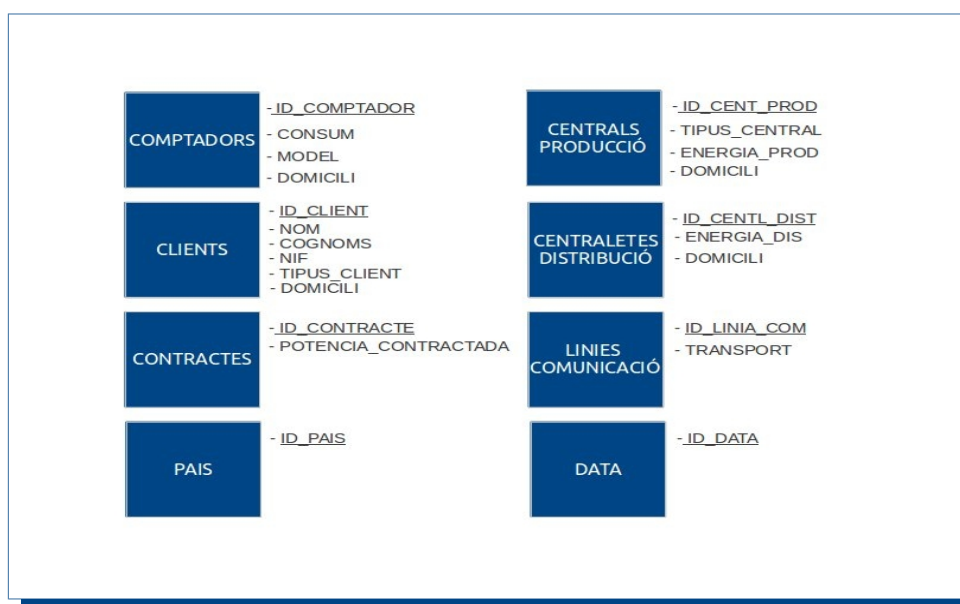 COMPTADORS
- ID_COMPTADOR
- CONSUM
- MODEL
- DOMICILI
CENTRALS
PRODUCCIÓ
- ID_CENT_PROD
- TIPUS_CENTRAL
- ENERGIA_PROD
- DOMICILI
CLIENTS
- ID_CLIENT
- NOM
- COGNOMS
- NIF
- TIPUS_CLIENT
- DOMICILI
CENTRALETES
DISTRIBUCIÓ
- ID_CENTL_DIST
- ENERGIA_DIS
- DOMICILI
CONTRACTES
- ID_CONTRACTE
- POTENCIA_CONTRACTADA
LINIES
COMUNICACIÓ
- ID_LINIA_COM
- TRANSPORT
PAIS
- ID_PAIS
DATA
- ID_DATA